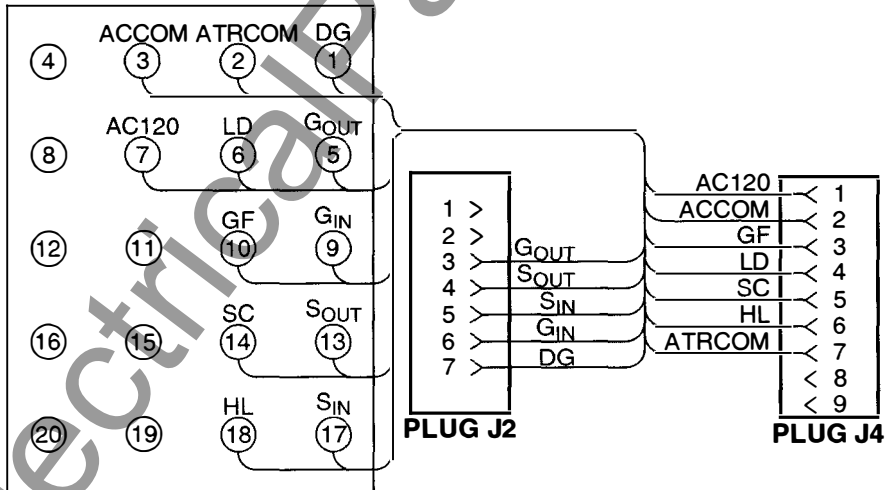 ACCOM ATRCOM DG
4 3 2 1
AC120 LD GOUT
8 7 6 5
GF GIN
12 11 10 9
SC SOUT
16 15 14 13
HL SIN
20 19 18 17
1
2
3 GOUT
4 SOUT
5 SIN
6 GIN
7 DG
PLUG J2
AC120 1
ACCOM 2
GF 3
LD 4
SC 5
HL 6
ATRCOM 7
8
9
PLUG J4
ectricalPa